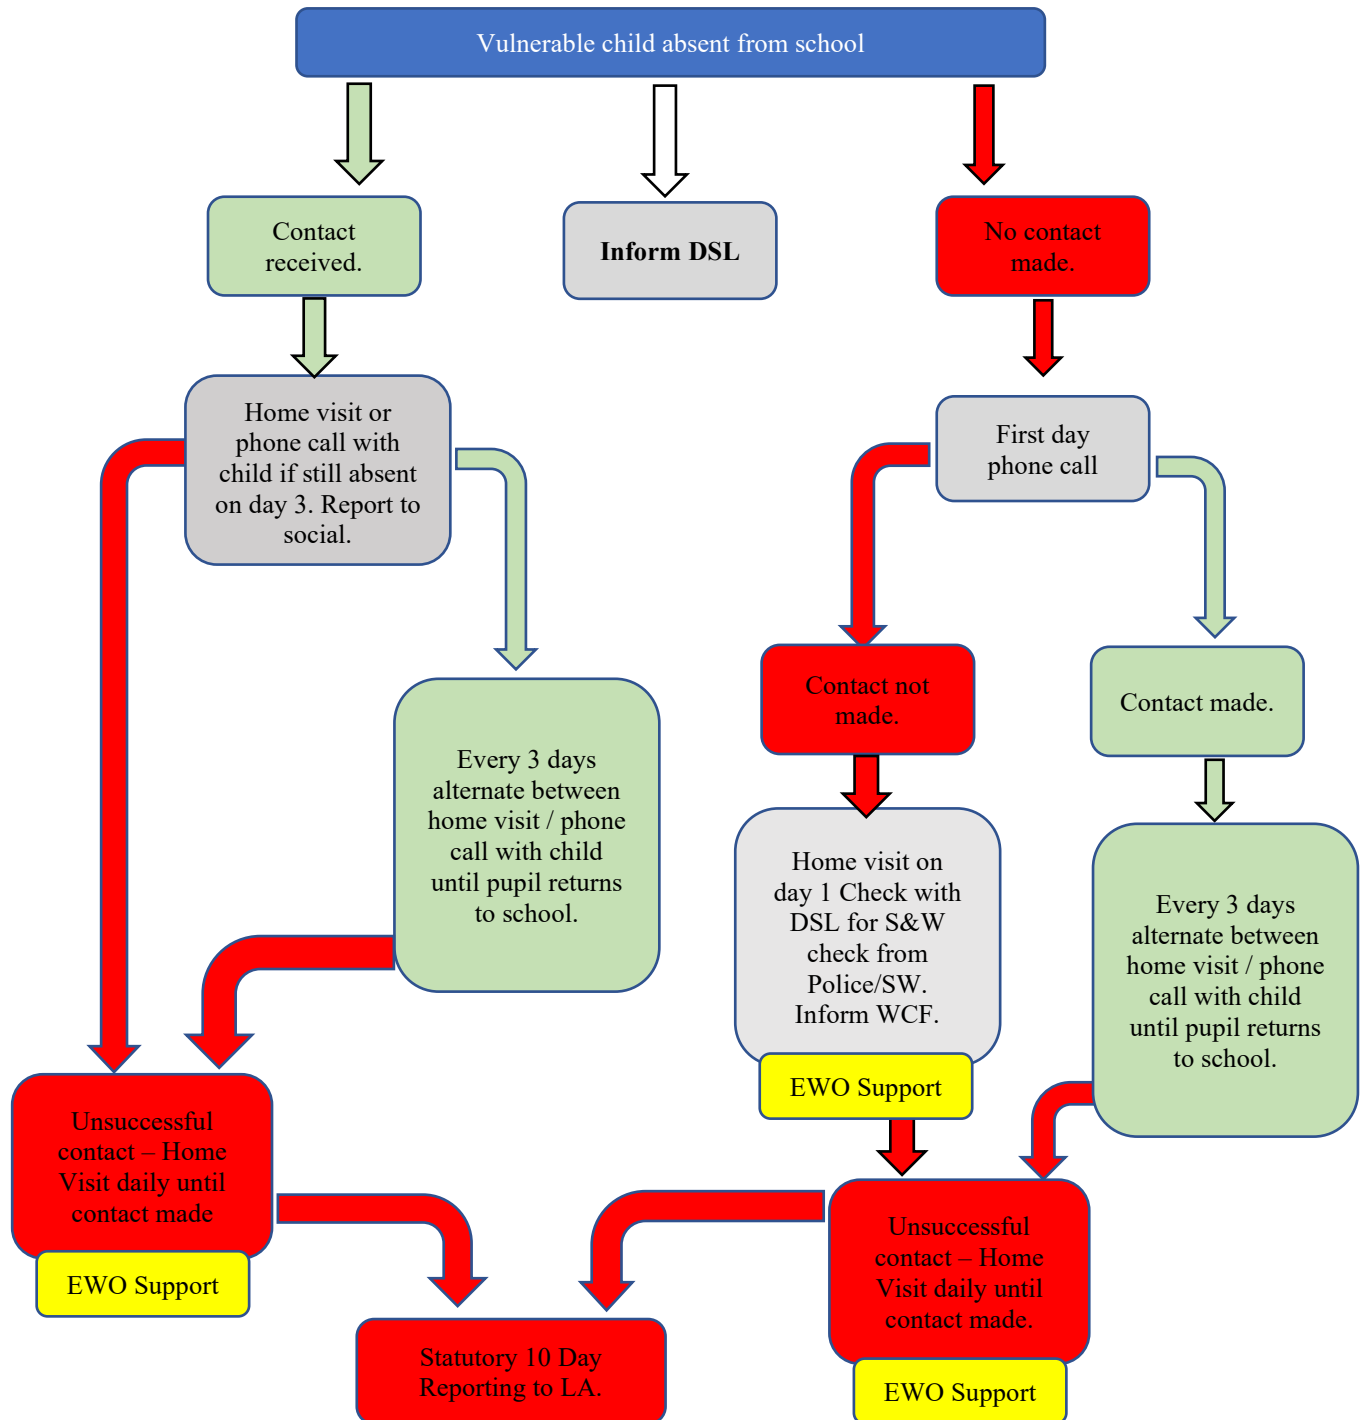 Vulnerable child absent from school
Contact
received.
Inform DSL
No contact
made.
Home visit or
phone call with
child if still absent
on day 3. Report to
social.
First day
phone call
Contact not
made.
Contact made.
Every 3 days
alternate between
home visit / phone
call with child
until pupil returns
to school.
Home visit on
day 1 Check with
DSL for S&W
check from
Police/SW.
Inform WCF.
EWO Support
Every 3 days
alternate between
home visit / phone
call with child
until pupil returns
to school.
Unsuccessful
contact – Home
Visit daily until
contact made
EWO Support
Unsuccessful
contact – Home
Visit daily until
contact made.
EWO Support
Statutory 10 Day
Reporting to LA.